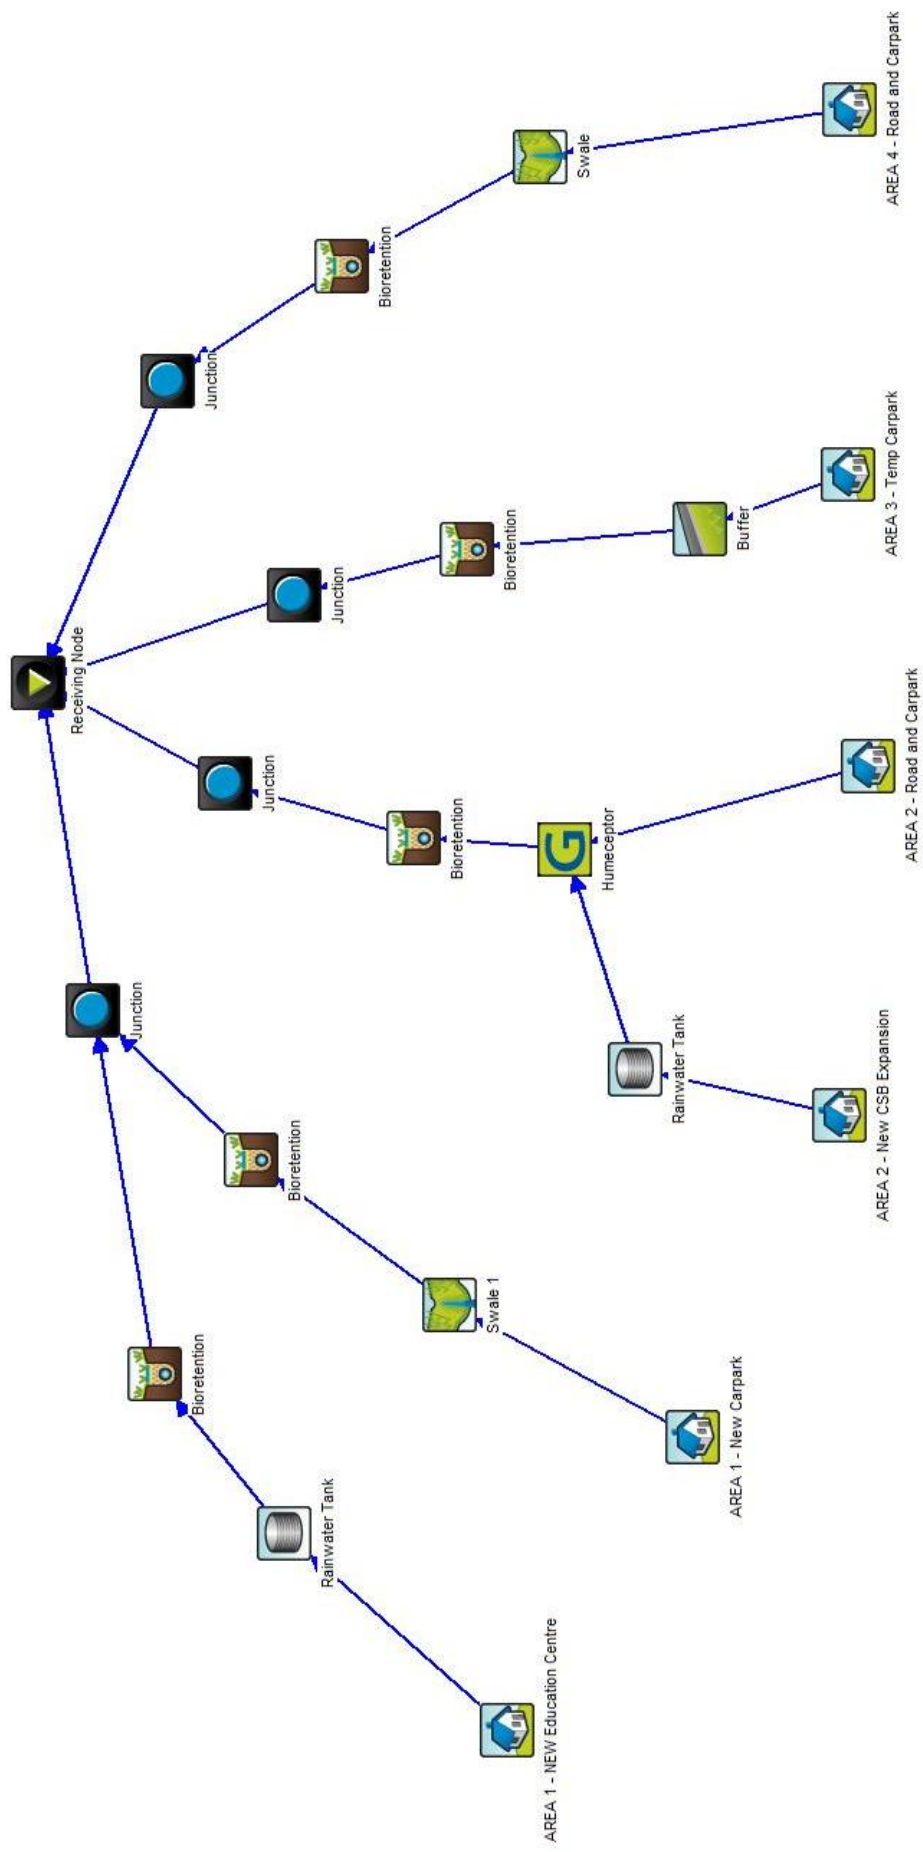 Receiving Node
Junction
Junction
Junction
Junction
Bioretention
Bioretention
Bioretention
Bioretention
Bioretention
Swale 1
Rainwater Tank
Rainwater Tank
Humeceptor
Buffer
Swale
AREA 1 - NEW Education Centre
AREA 1 - New Carpark
AREA 2 - New CSB Expansion
AREA 2 - Road and Carpark
AREA 3 - Temp Carpark
AREA 4 - Road and Carpark
G